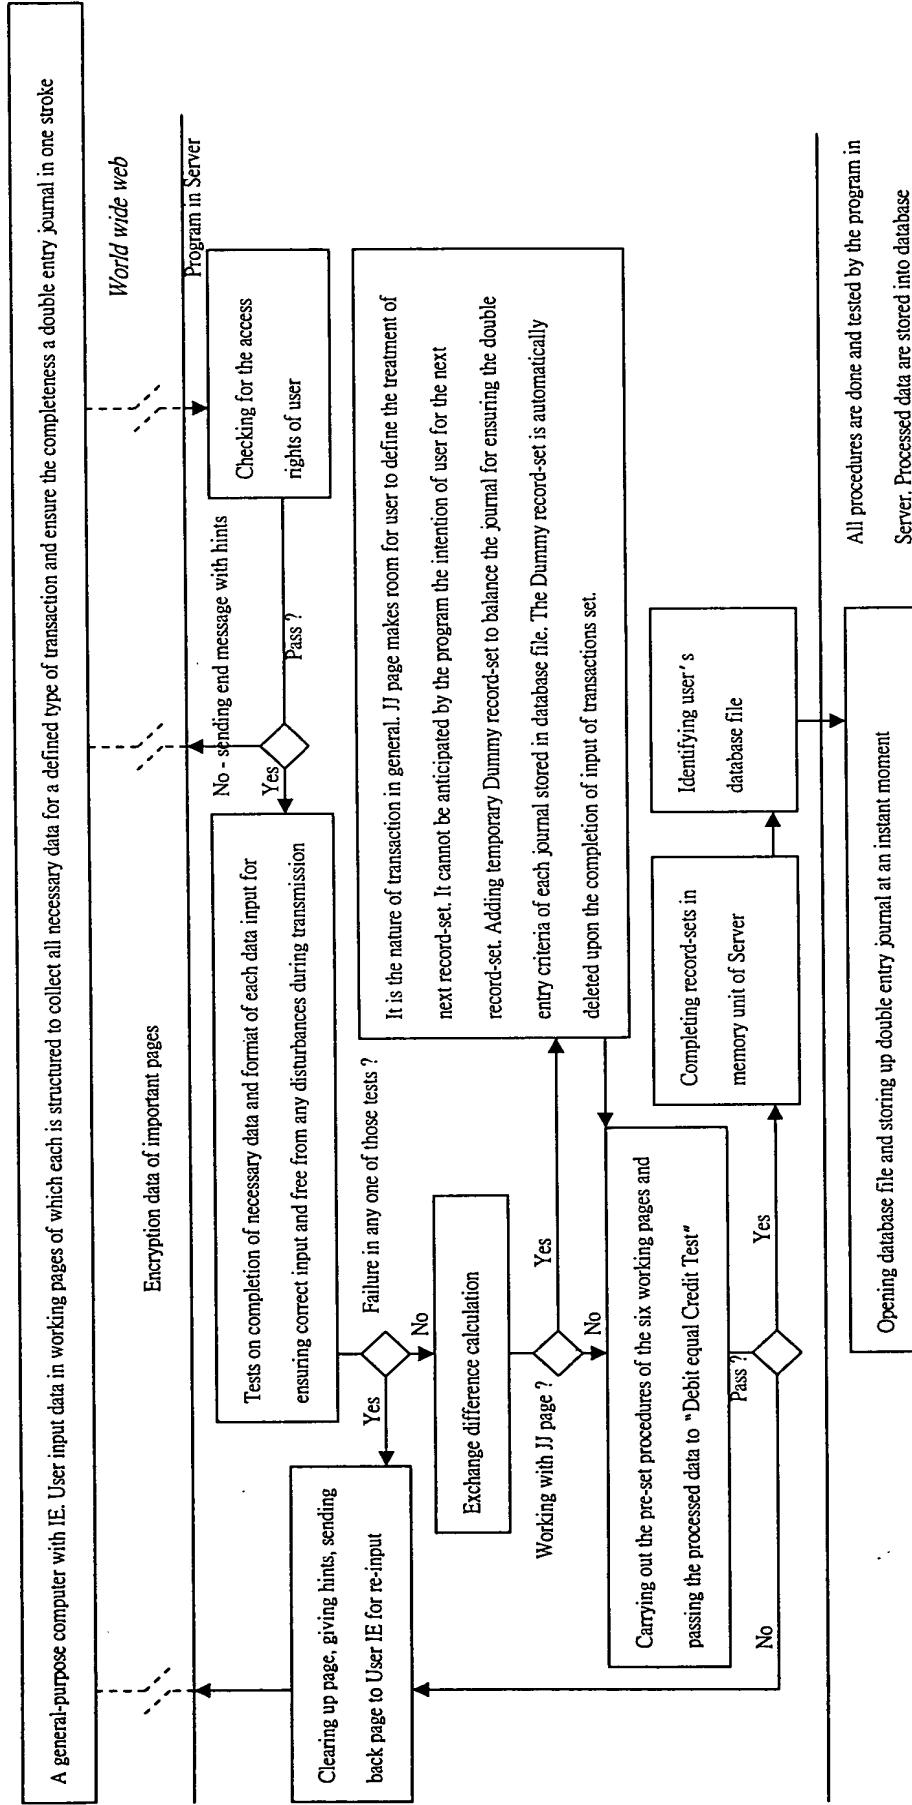 A general-purpose computer with IE. User input data in working pages of which each is structured to collect all necessary data for a defined type of transaction and ensure the completeness a double entry journal in one stroke
World wide web
Encryption data of important pages
Program in Server
Checking for the access
rights of user
No - sending end message with hints
Pass ?
Yes
Tests on completion of necessary data and format of each data input for
ensuring correct input and free from any disturbances during transmission
Failure in any one of those tests ?
Yes
No
Clearing up page, giving hints, sending
back page to User IE for re-input
Exchange difference calculation
Working with JJ page ?
Yes
No
It is the nature of transaction in general. JJ page makes room for user to define the treatment of
next record-set. It cannot be anticipated by the program the intention of user for the next
record-set. Adding temporary Dummy record-set to balance the journal for ensuring the double
entry criteria of each journal stored in database file. The Dummy record-set is automatically
deleted upon the completion of input of transactions set.
Carrying out the pre-set procedures of the six working pages and
passing the processed data to "Debit equal Credit Test"
Pass ?
No
Yes
Completing record-sets in
memory unit of Server
Identifying user's
database file
Opening database file and storing up double entry journal at an instant moment
All procedures are done and tested by the program in
Server. Processed data are stored into database